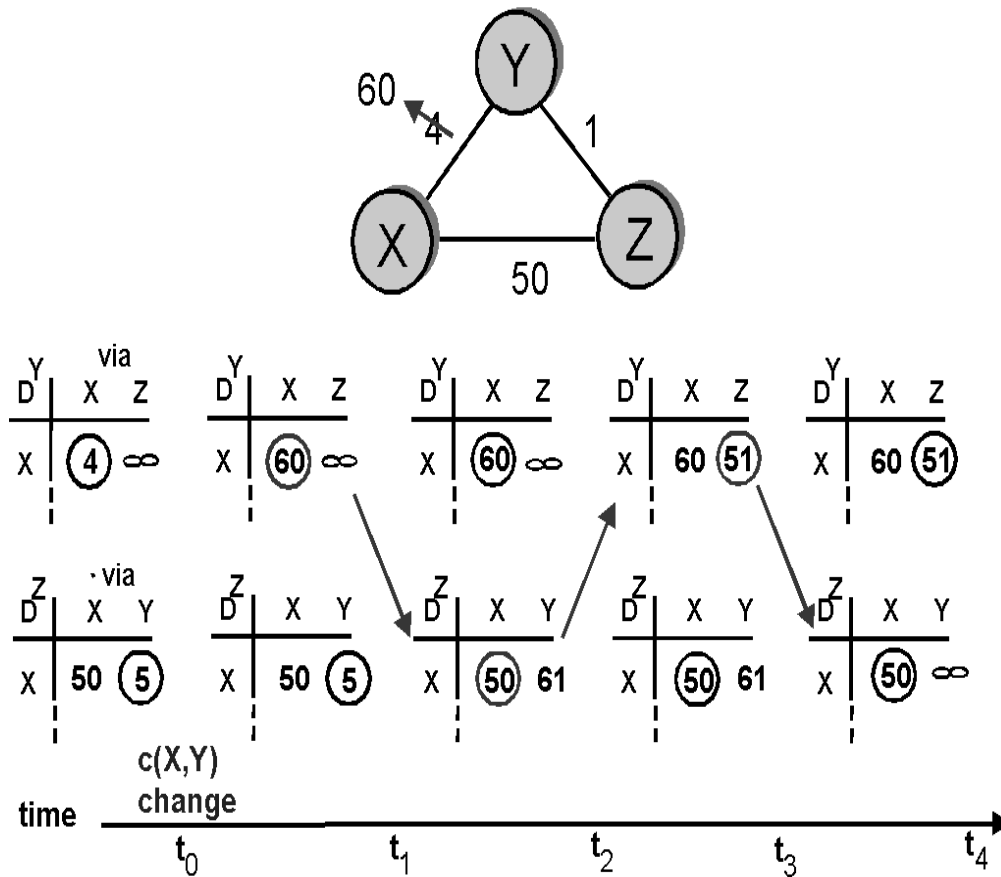 Y
60
4
1
X
Z
50
via
D^Y X Z
X 4 ∞
D^Y X Z
X 60 ∞
D^Y X Z
X 60 ∞
D^Y X Z
X 60 51
D^Y X Z
X 60 51
via
D^Z X Y
X 50 5
D^Z X Y
X 50 5
D^Z X Y
X 50 61
D^Z X Y
X 50 61
D^Z X Y
X 50 ∞
c(X,Y)
change
time
t0 t1 t2 t3 t4